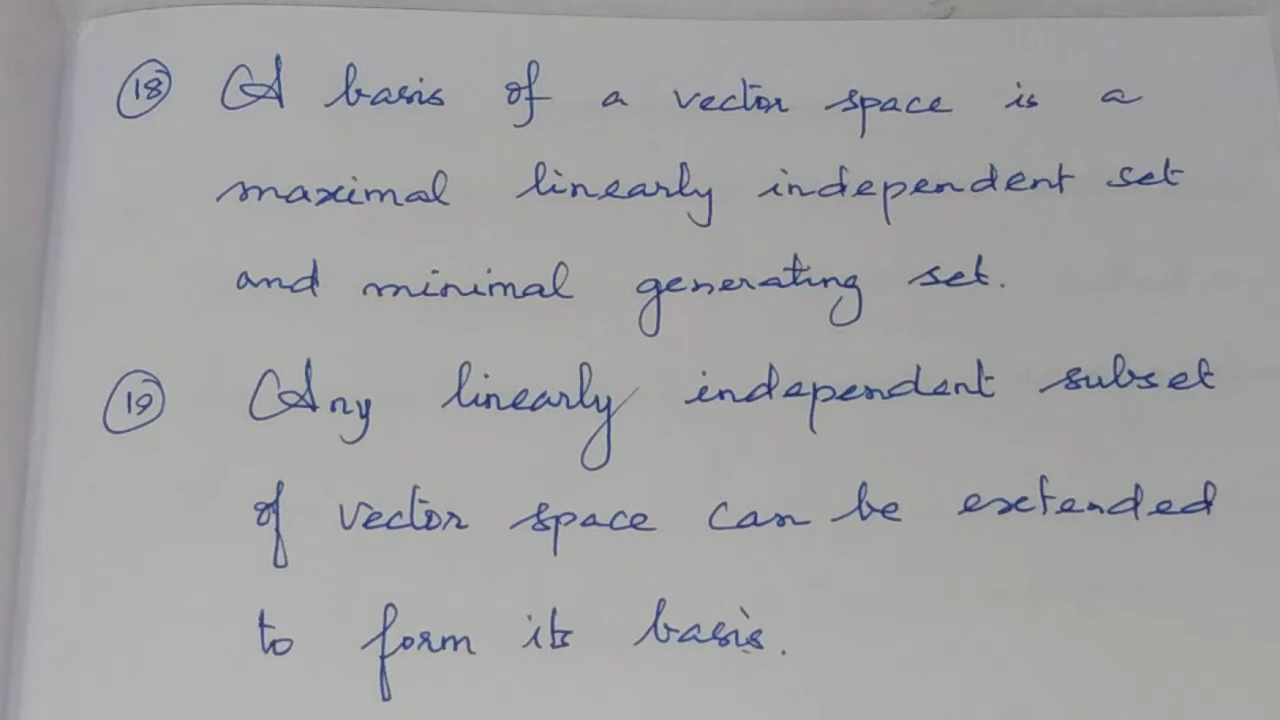 18 A basis of a vector space is a
maximal linearly independent set
and minimal generating set.
19 Any linearly independent subset
of vector space can be extended
to form its basis.